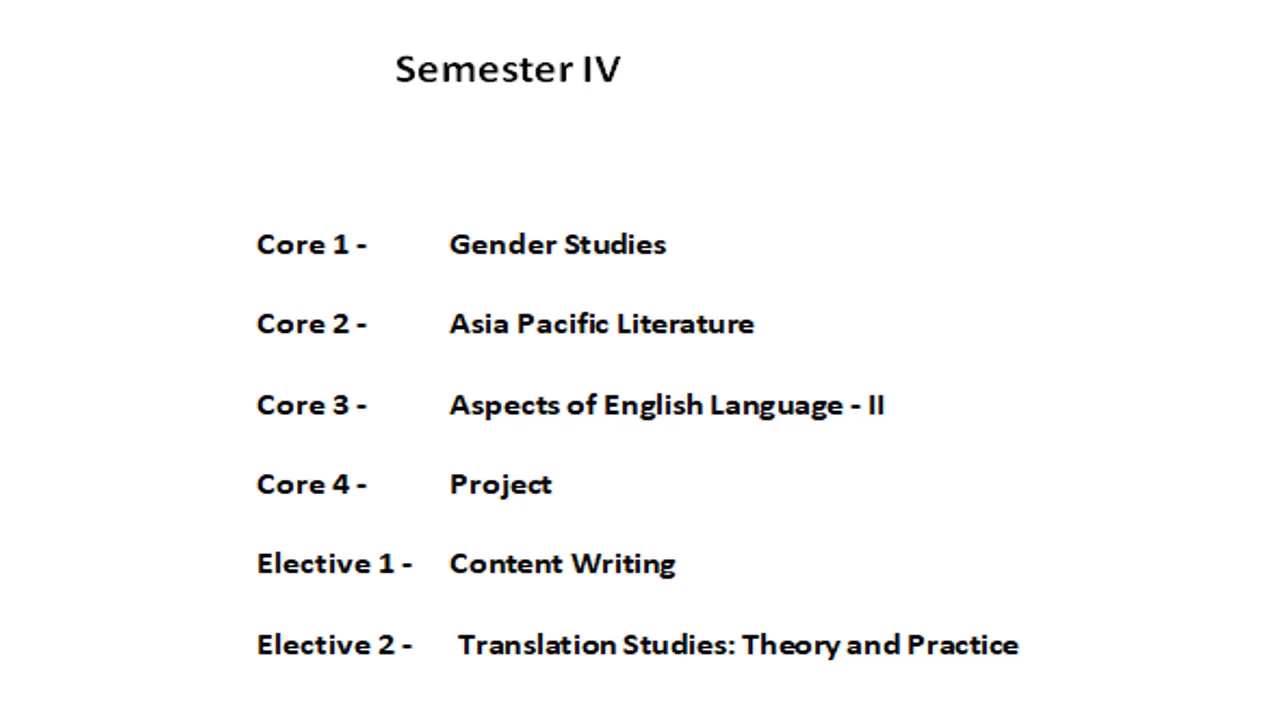 Semester IV
Core 1 - Gender Studies
Core 2 - Asia Pacific Literature
Core 3 - Aspects of English Language - II
Core 4 - Project
Elective 1 - Content Writing
Elective 2 - Translation Studies: Theory and Practice